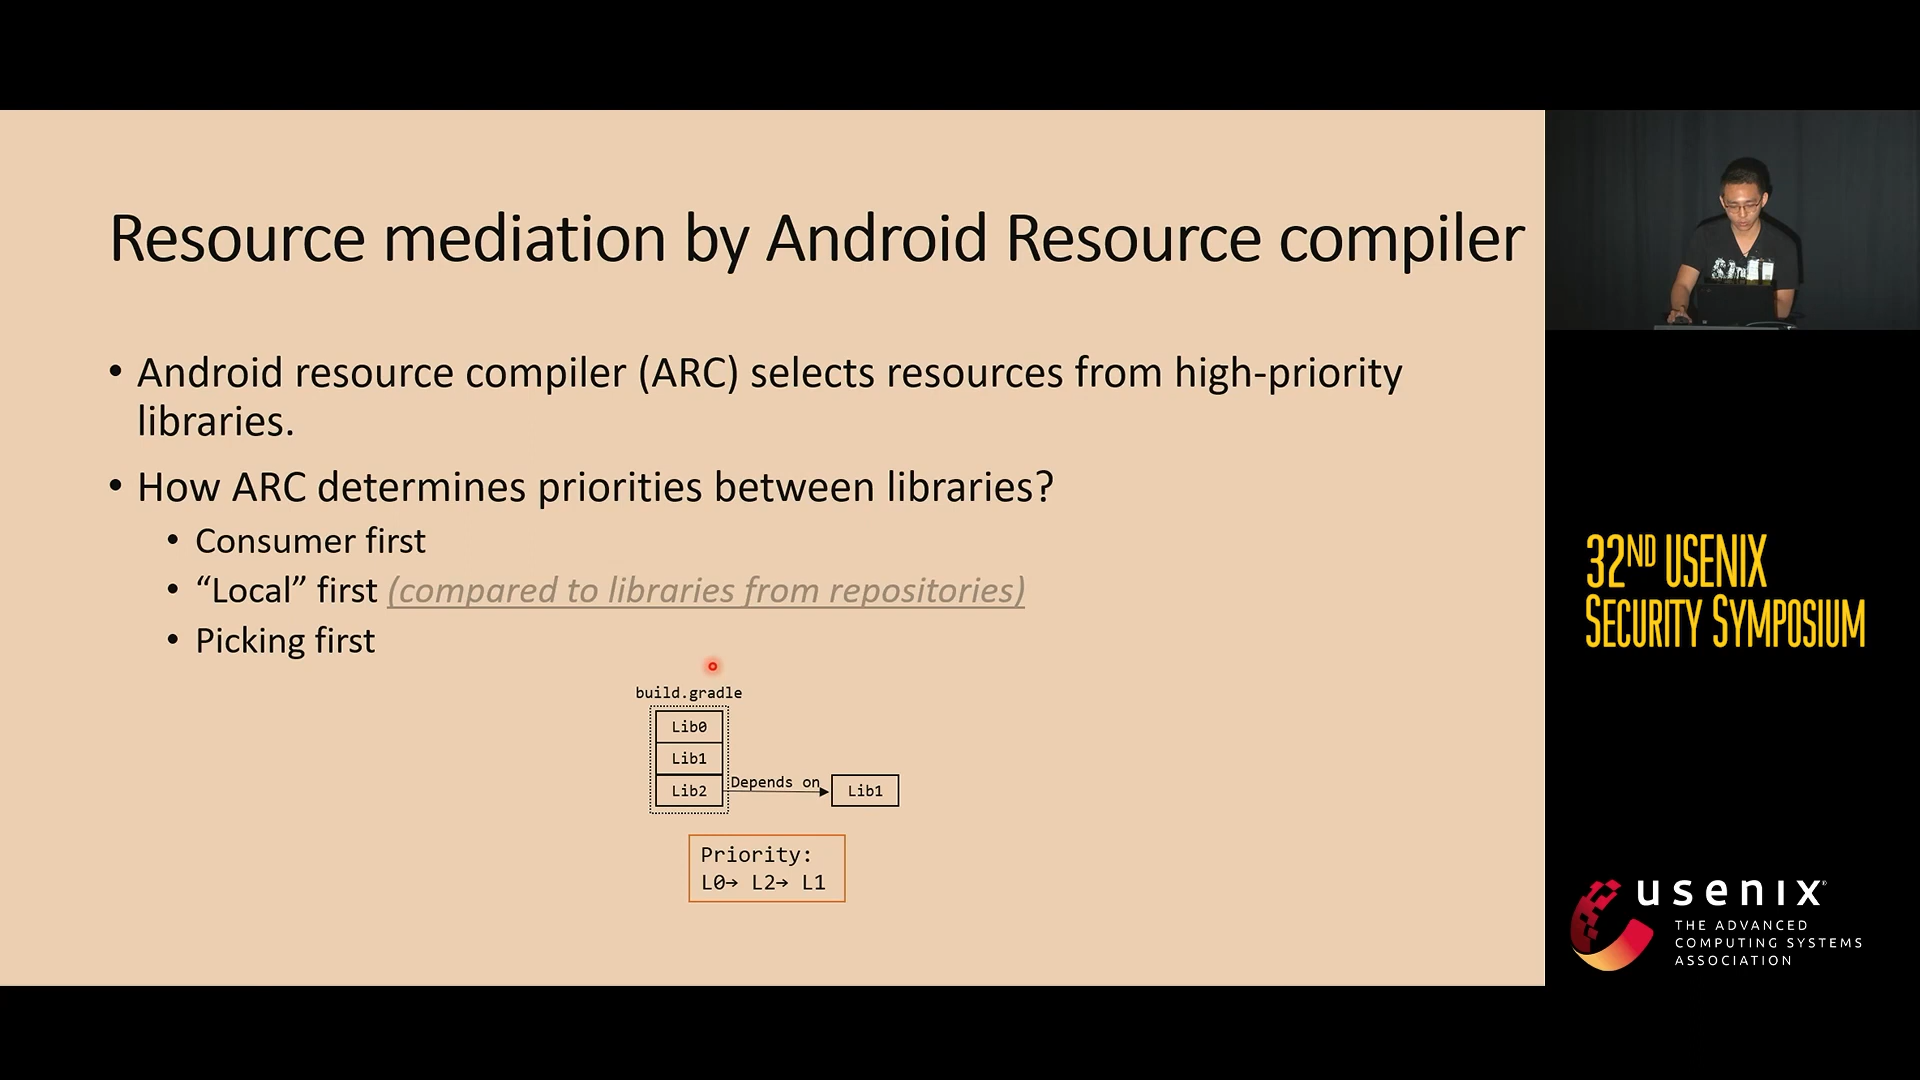 Resource mediation by Android Resource compiler
• Android resource compiler (ARC) selects resources from high-priority
libraries.
• How ARC determines priorities between libraries?
• Consumer first
• “Local” first (compared to libraries from repositories)
• Picking first
build.gradle
Lib0
Lib1
Lib2
Depends on
Lib1
Priority:
L0→ L2→ L1
32ND USENIX
SECURITY SYMPOSIUM
usenix®
THE ADVANCED
COMPUTING SYSTEMS
ASSOCIATION